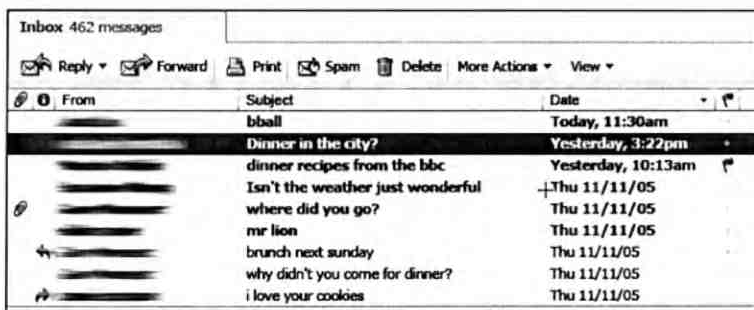 Inbox 462 messages
Reply Forward Print Spam Delete More Actions View
From Subject Date
bball Today, 11:30am
Dinner in the city? Yesterday, 3:22pm
dinner recipes from the bbc Yesterday, 10:13am
Isn't the weather just wonderful Thu 11/11/05
where did you go? Thu 11/11/05
mr lion Thu 11/11/05
brunch next sunday Thu 11/11/05
why didn't you come for dinner? Thu 11/11/05
i love your cookies Thu 11/11/05